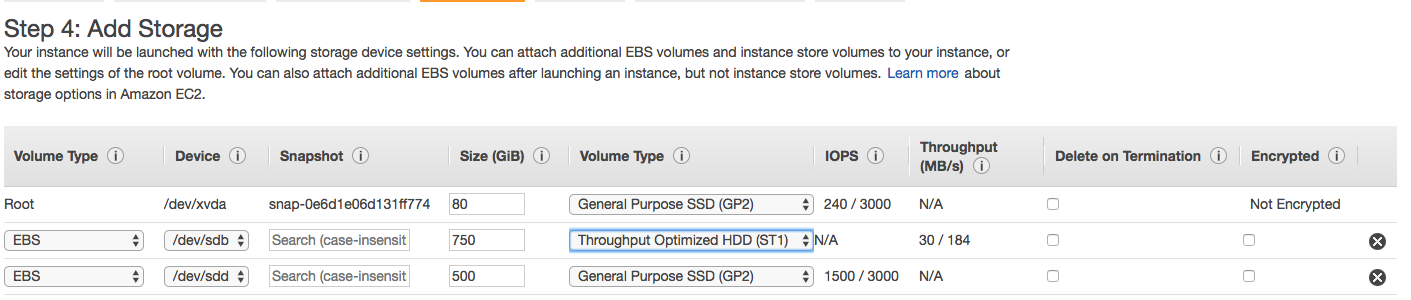 Step 4: Add Storage
Your instance will be launched with the following storage device settings. You can attach additional EBS volumes and instance store volumes to your instance, or
edit the settings of the root volume. You can also attach additional EBS volumes after launching an instance, but not instance store volumes. Learn more about
storage options in Amazon EC2.
Volume Type i Device i Snapshot i Size (GiB) i Volume Type i IOPS i Throughput (MB/s) i Delete on Termination i Encrypted i
Root /dev/xvda snap-0e6d1e06d131ff774 80 General Purpose SSD (GP2) 240 / 3000 N/A Not Encrypted
EBS /dev/sdb Search (case-insensit 750 Throughput Optimized HDD (ST1) N/A 30 / 184
EBS /dev/sdd Search (case-insensit 500 General Purpose SSD (GP2) 1500 / 3000 N/A